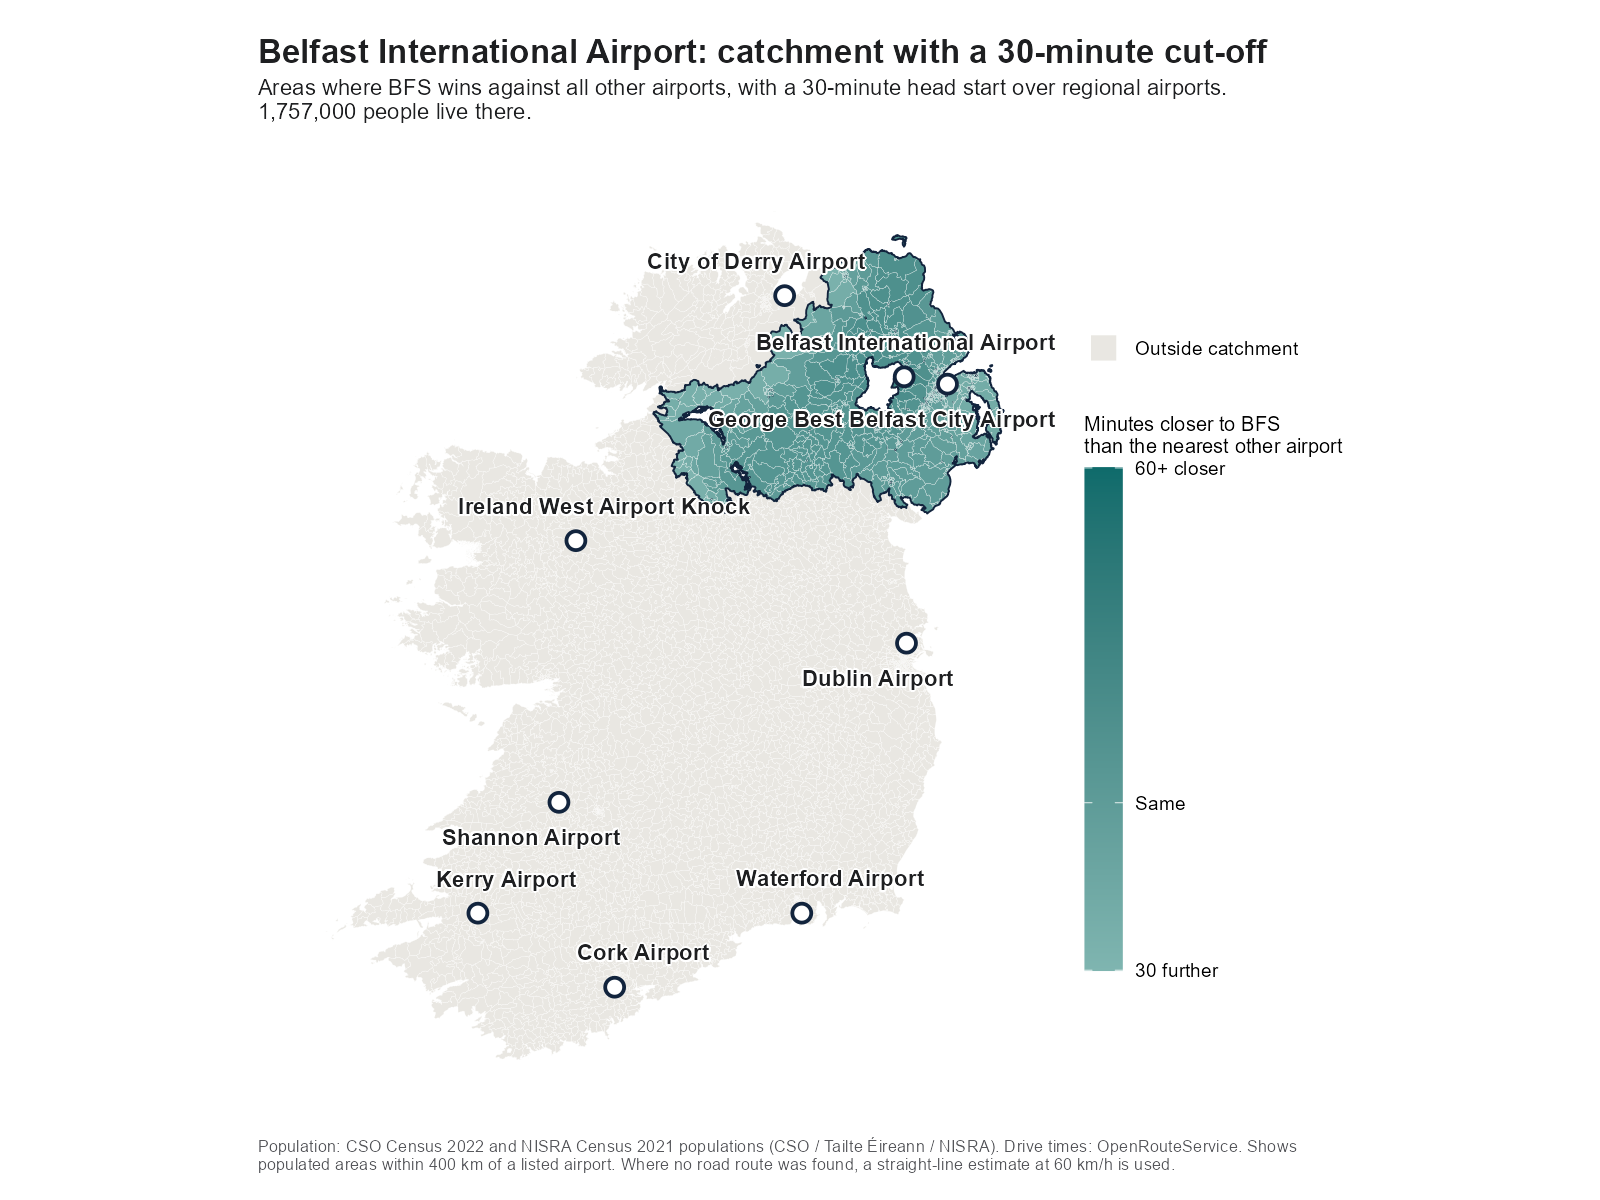 Belfast International Airport: catchment with a 30-minute cut-off
Areas where BFS wins against all other airports, with a 30-minute head start over regional airports.
1,757,000 people live there.
City of Derry Airport
Belfast International Airport
George Best Belfast City Airport
Ireland West Airport Knock
Dublin Airport
Shannon Airport
Kerry Airport
Waterford Airport
Cork Airport
Outside catchment
Minutes closer to BFS
than the nearest other airport
60+ closer
Same
30 further
Population: CSO Census 2022 and NISRA Census 2021 populations (CSO / Tailte Éireann / NISRA). Drive times: OpenRouteService. Shows
populated areas within 400 km of a listed airport. Where no road route was found, a straight-line estimate at 60 km/h is used.